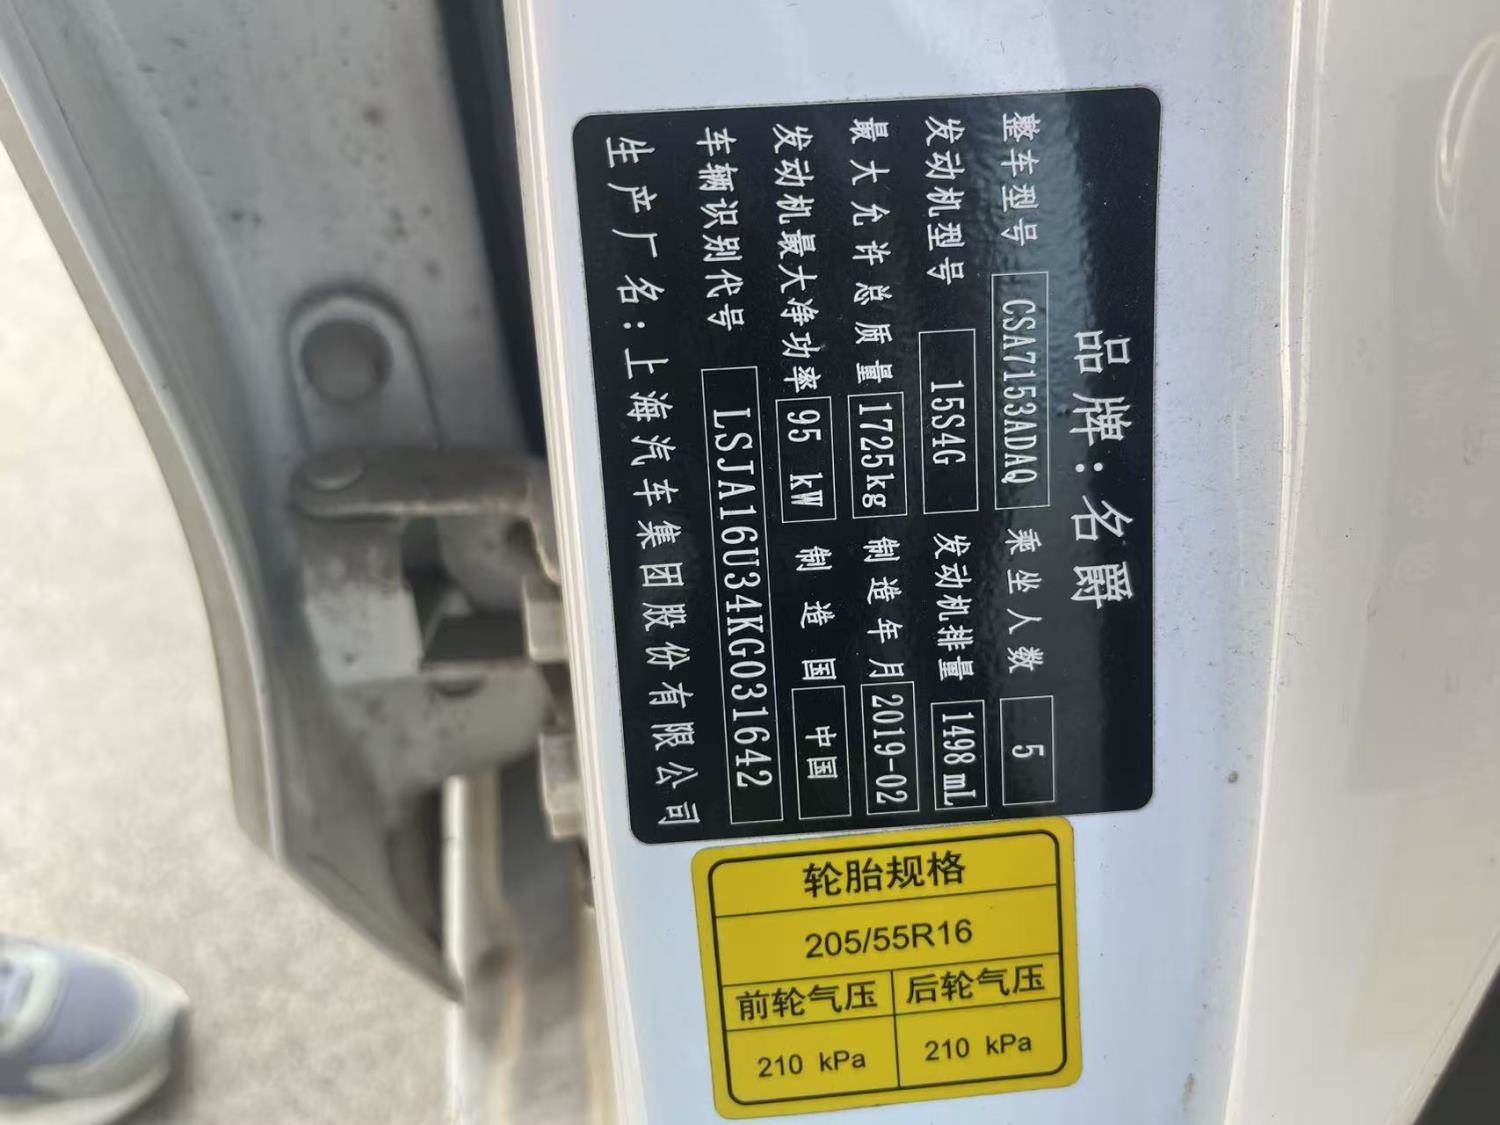 品牌:名爵
整车型号 CSA7153ADAQ 乘坐人数 5
发动机型号 15S4G 发动机排量 1498mL
最大允许总质量 1725kg 制造年月 2019-02
发动机最大净功率 95 kW 制造国 中国
车辆识别代号 LSJA16U34KG031642
生产厂名:上海汽车集团股份有限公司
轮胎规格
205/55R16
前轮气压 后轮气压
210 kPa 210 kPa